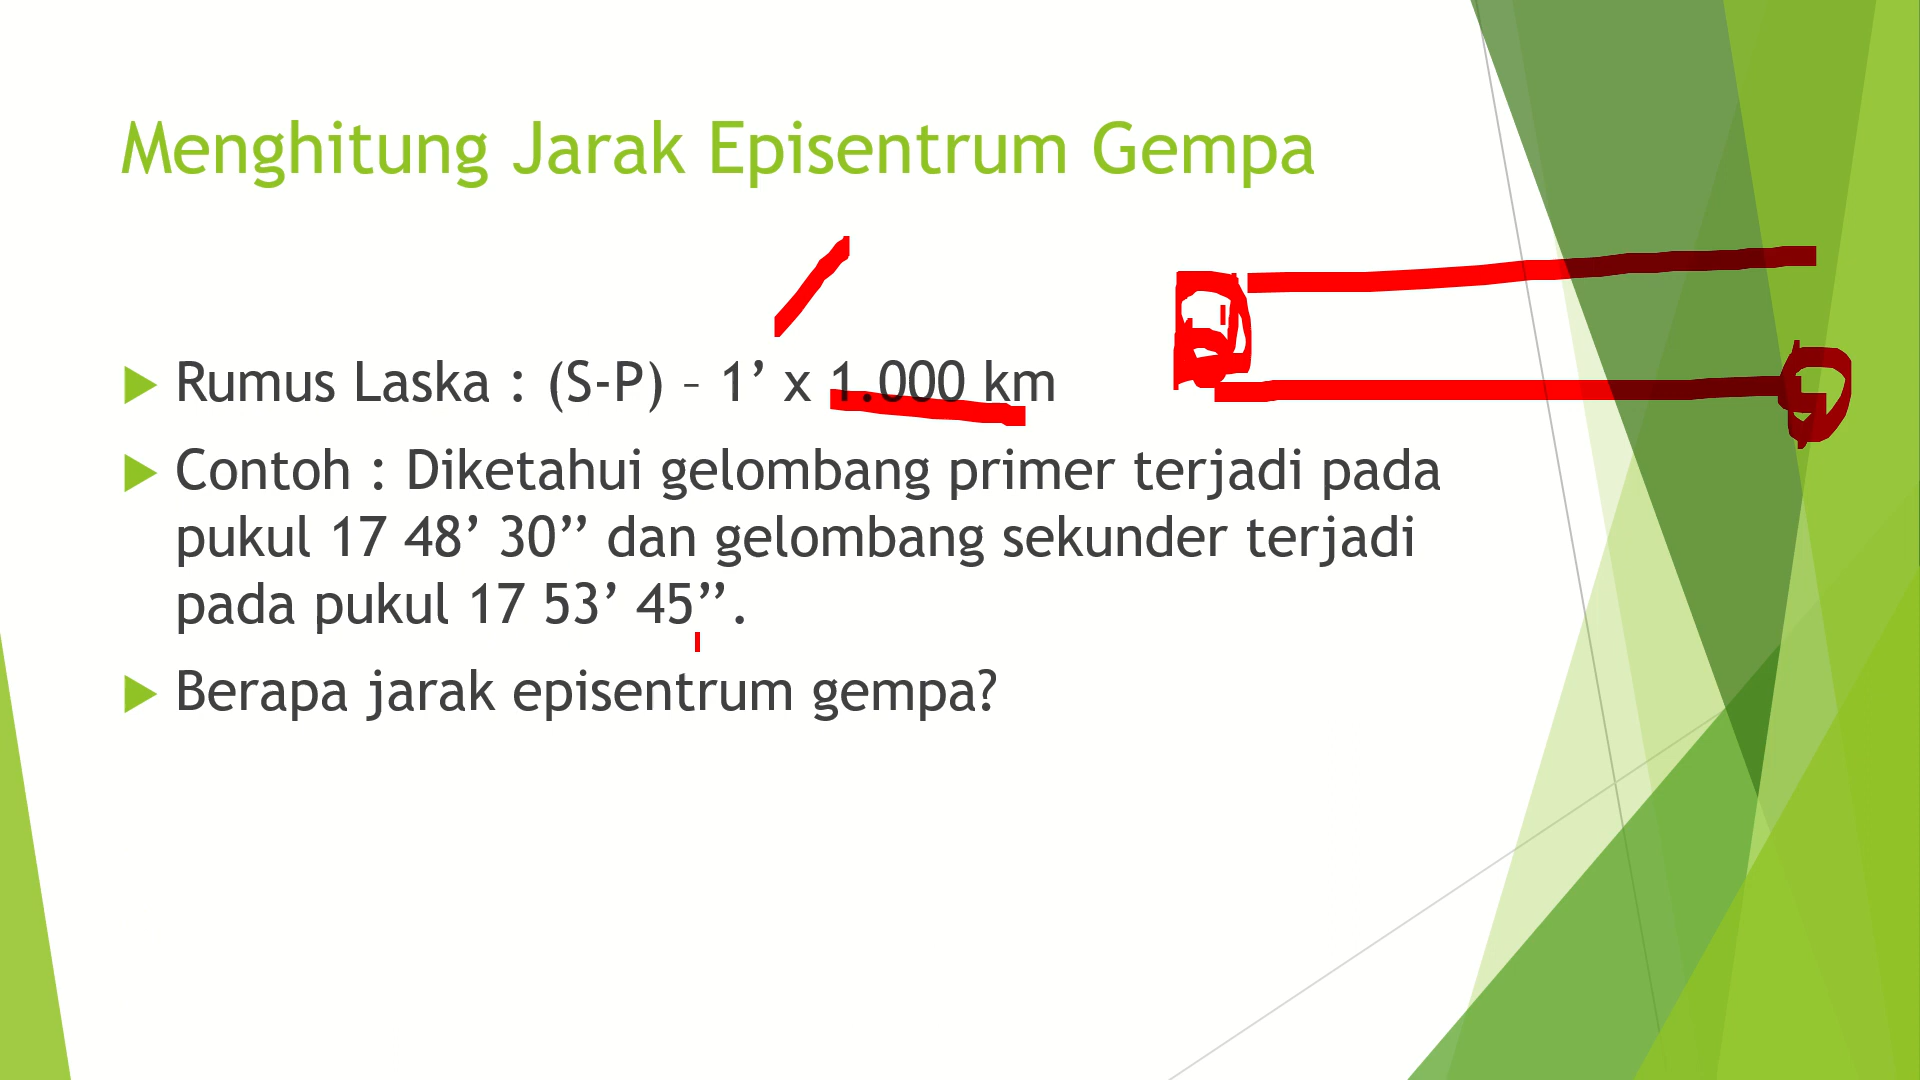 Menghitung Jarak Episentrum Gempa
Rumus Laska : (S-P) – 1’ x 1.000 km
Contoh : Diketahui gelombang primer terjadi pada
pukul 17 48’ 30’’ dan gelombang sekunder terjadi
pada pukul 17 53’ 45’’.
Berapa jarak episentrum gempa?